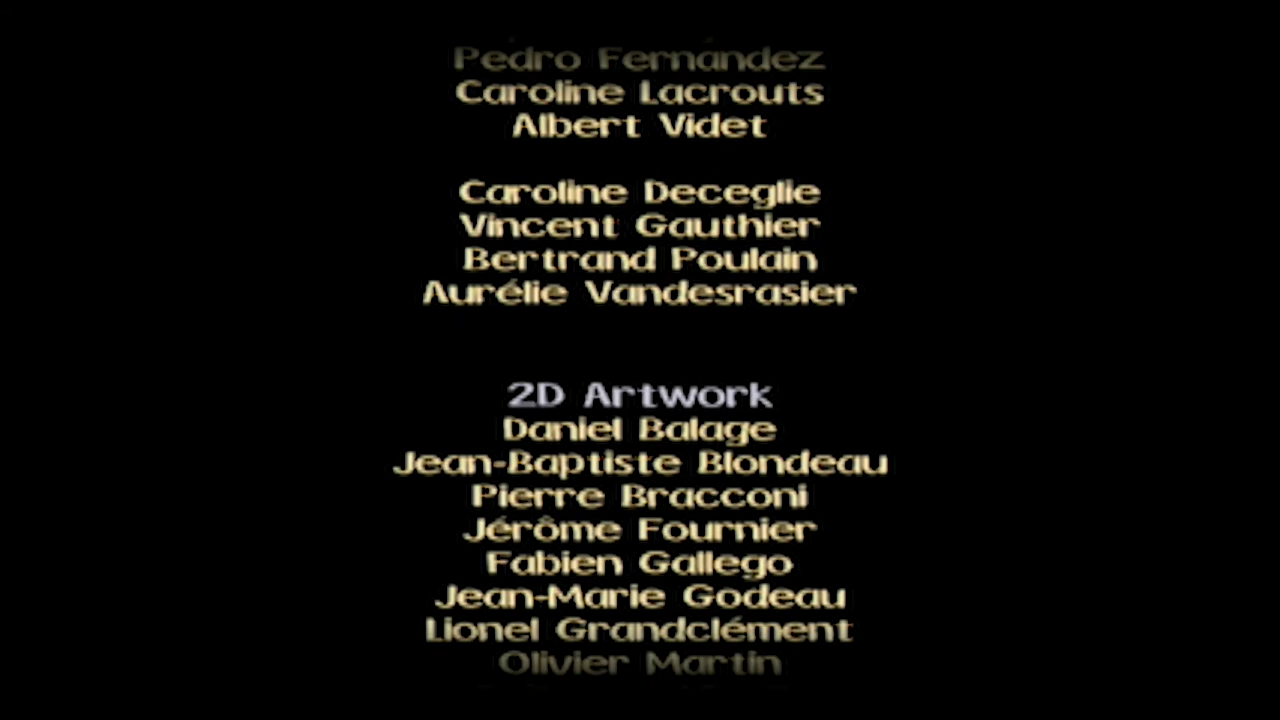 Pedro Fernández
Caroline Lacrouts
Albert Videt
Caroline Deceglie
Vincent Gauthier
Bertrand Poulain
Aurélie Vandesrasier
2D Artwork
Daniel Balage
Jean-Baptiste Blondeau
Pierre Bracconi
Jérôme Fournier
Fabien Gallego
Jean-Marie Godeau
Lionel Grandclément
Olivier Martin